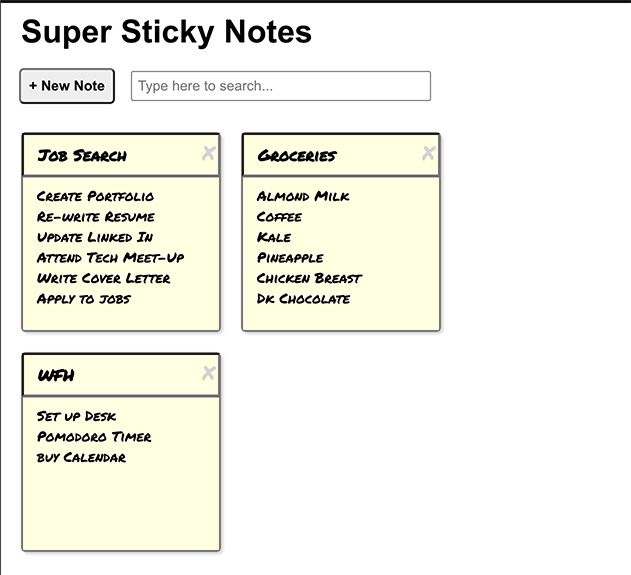 Super Sticky Notes
+ New Note
Type here to search...
Job Search
x
Create Portfolio
Re-write Resume
Update Linked In
Attend Tech Meet-Up
Write Cover Letter
Apply to jobs
Groceries
x
Almond Milk
Coffee
Kale
Pineapple
Chicken Breast
Dk Chocolate
WFH
x
Set up Desk
Pomodoro Timer
buy Calendar